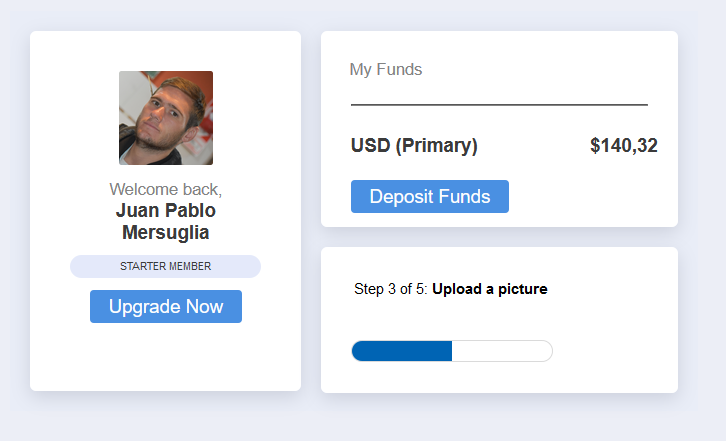 Welcome back,
Juan Pablo
Mersuglia
STARTER MEMBER
Upgrade Now
My Funds
USD (Primary) $140,32
Deposit Funds
Step 3 of 5: Upload a picture